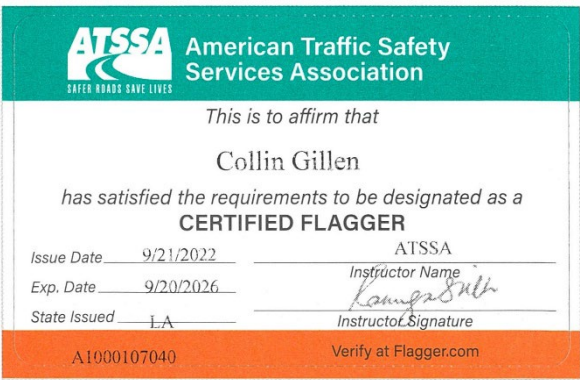 ATSSA
SAFER ROADS SAVE LIVES
American Traffic Safety
Services Association
This is to affirm that
Collin Gillen
has satisfied the requirements to be designated as a
CERTIFIED FLAGGER
Issue Date 9/21/2022
ATSSA
Instructor Name
Exp. Date 9/20/2026
State Issued LA
Instructor Signature
A1000107040
Verify at Flagger.com